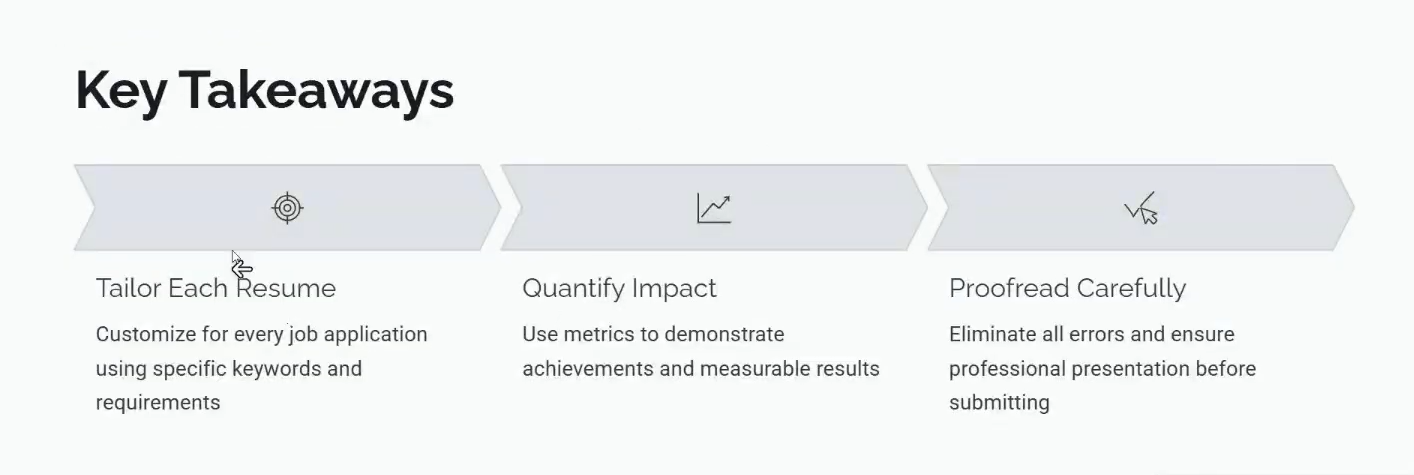 Key Takeaways
Tailor Each Resume
Customize for every job application
using specific keywords and
requirements
Quantify Impact
Use metrics to demonstrate
achievements and measurable results
Proofread Carefully
Eliminate all errors and ensure
professional presentation before
submitting